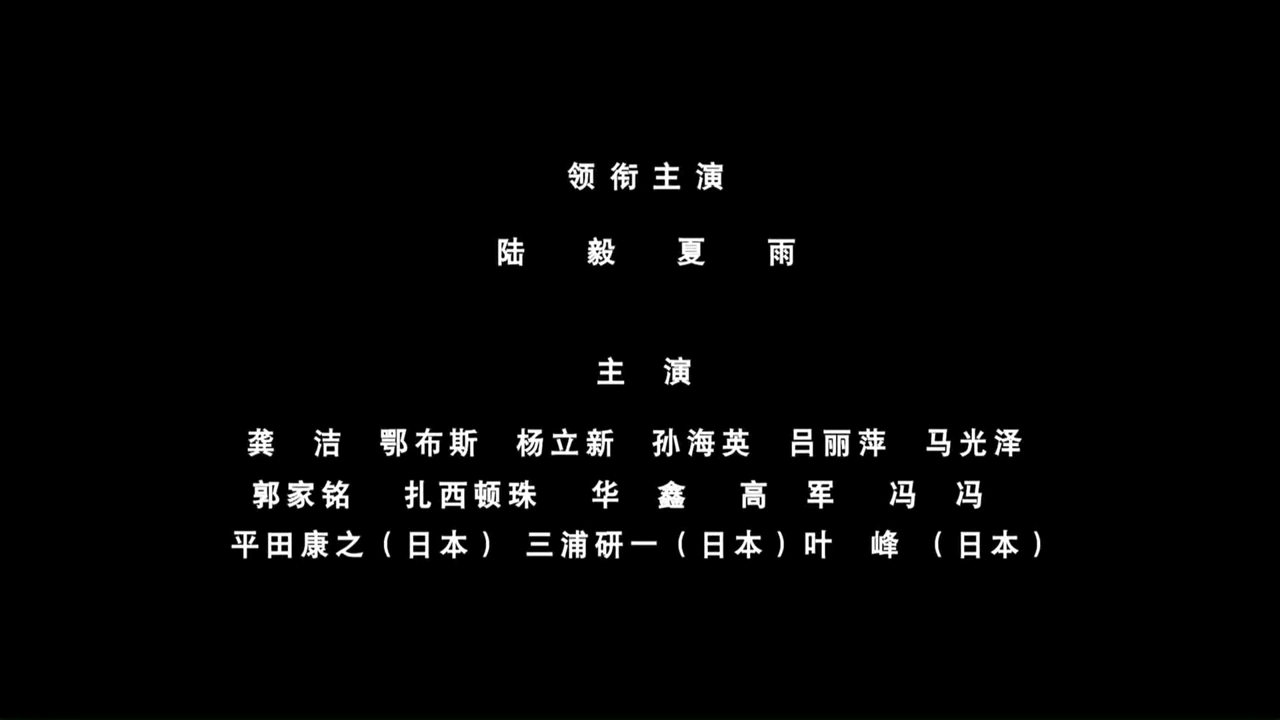 领衔主演
陆 毅 夏 雨
主 演
龚 洁 鄂布斯 杨立新 孙海英 吕丽萍 马光泽
郭家铭 扎西顿珠 华 鑫 高 军 冯 冯
平田康之（日本） 三浦研一（日本）叶 峰 （日本）